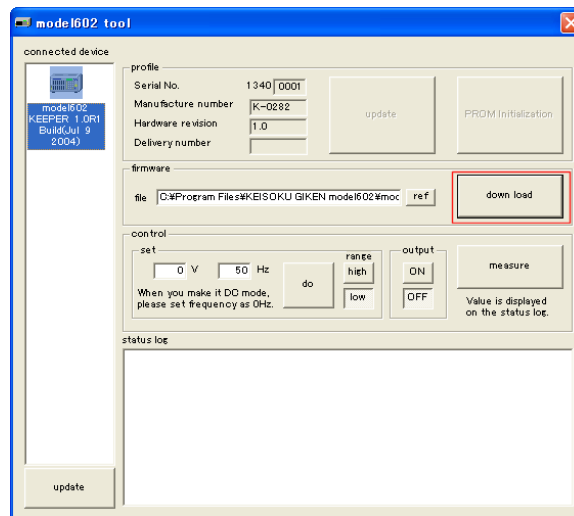 model602 tool
connected device
model602
KEEPER 1.0R1
Build(Jul 9
2004)
update
profile
Serial No. 1340 0001
Manufacture number K-0282
Hardware revision 1.0
Delivery number
update
PROM Initialization
firmware
file C:¥Program Files¥KEISOKU GIKEN model602¥moc ref
down load
control
set
0 V 50 Hz
When you make it DC mode,
please set frequency as 0Hz.
do
range
high
low
output
ON
OFF
measure
Value is displayed
on the status log.
status log